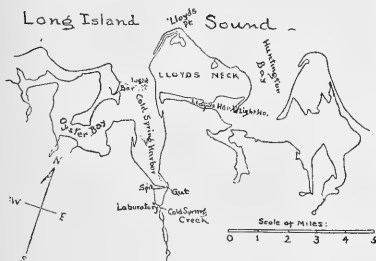 Long Island Sound
Lloyds
Pt.
Huntington
Bay
LLOYDS NECK
Light
Bar
Lloyds Har.
Light Ho.
Oyster Bay
Cold Spring Harbor
N
W
E
S
Spit
Gut
Laboratory
Cold Spring
Creek
Scale of Miles:
0 1 2 3 4 5